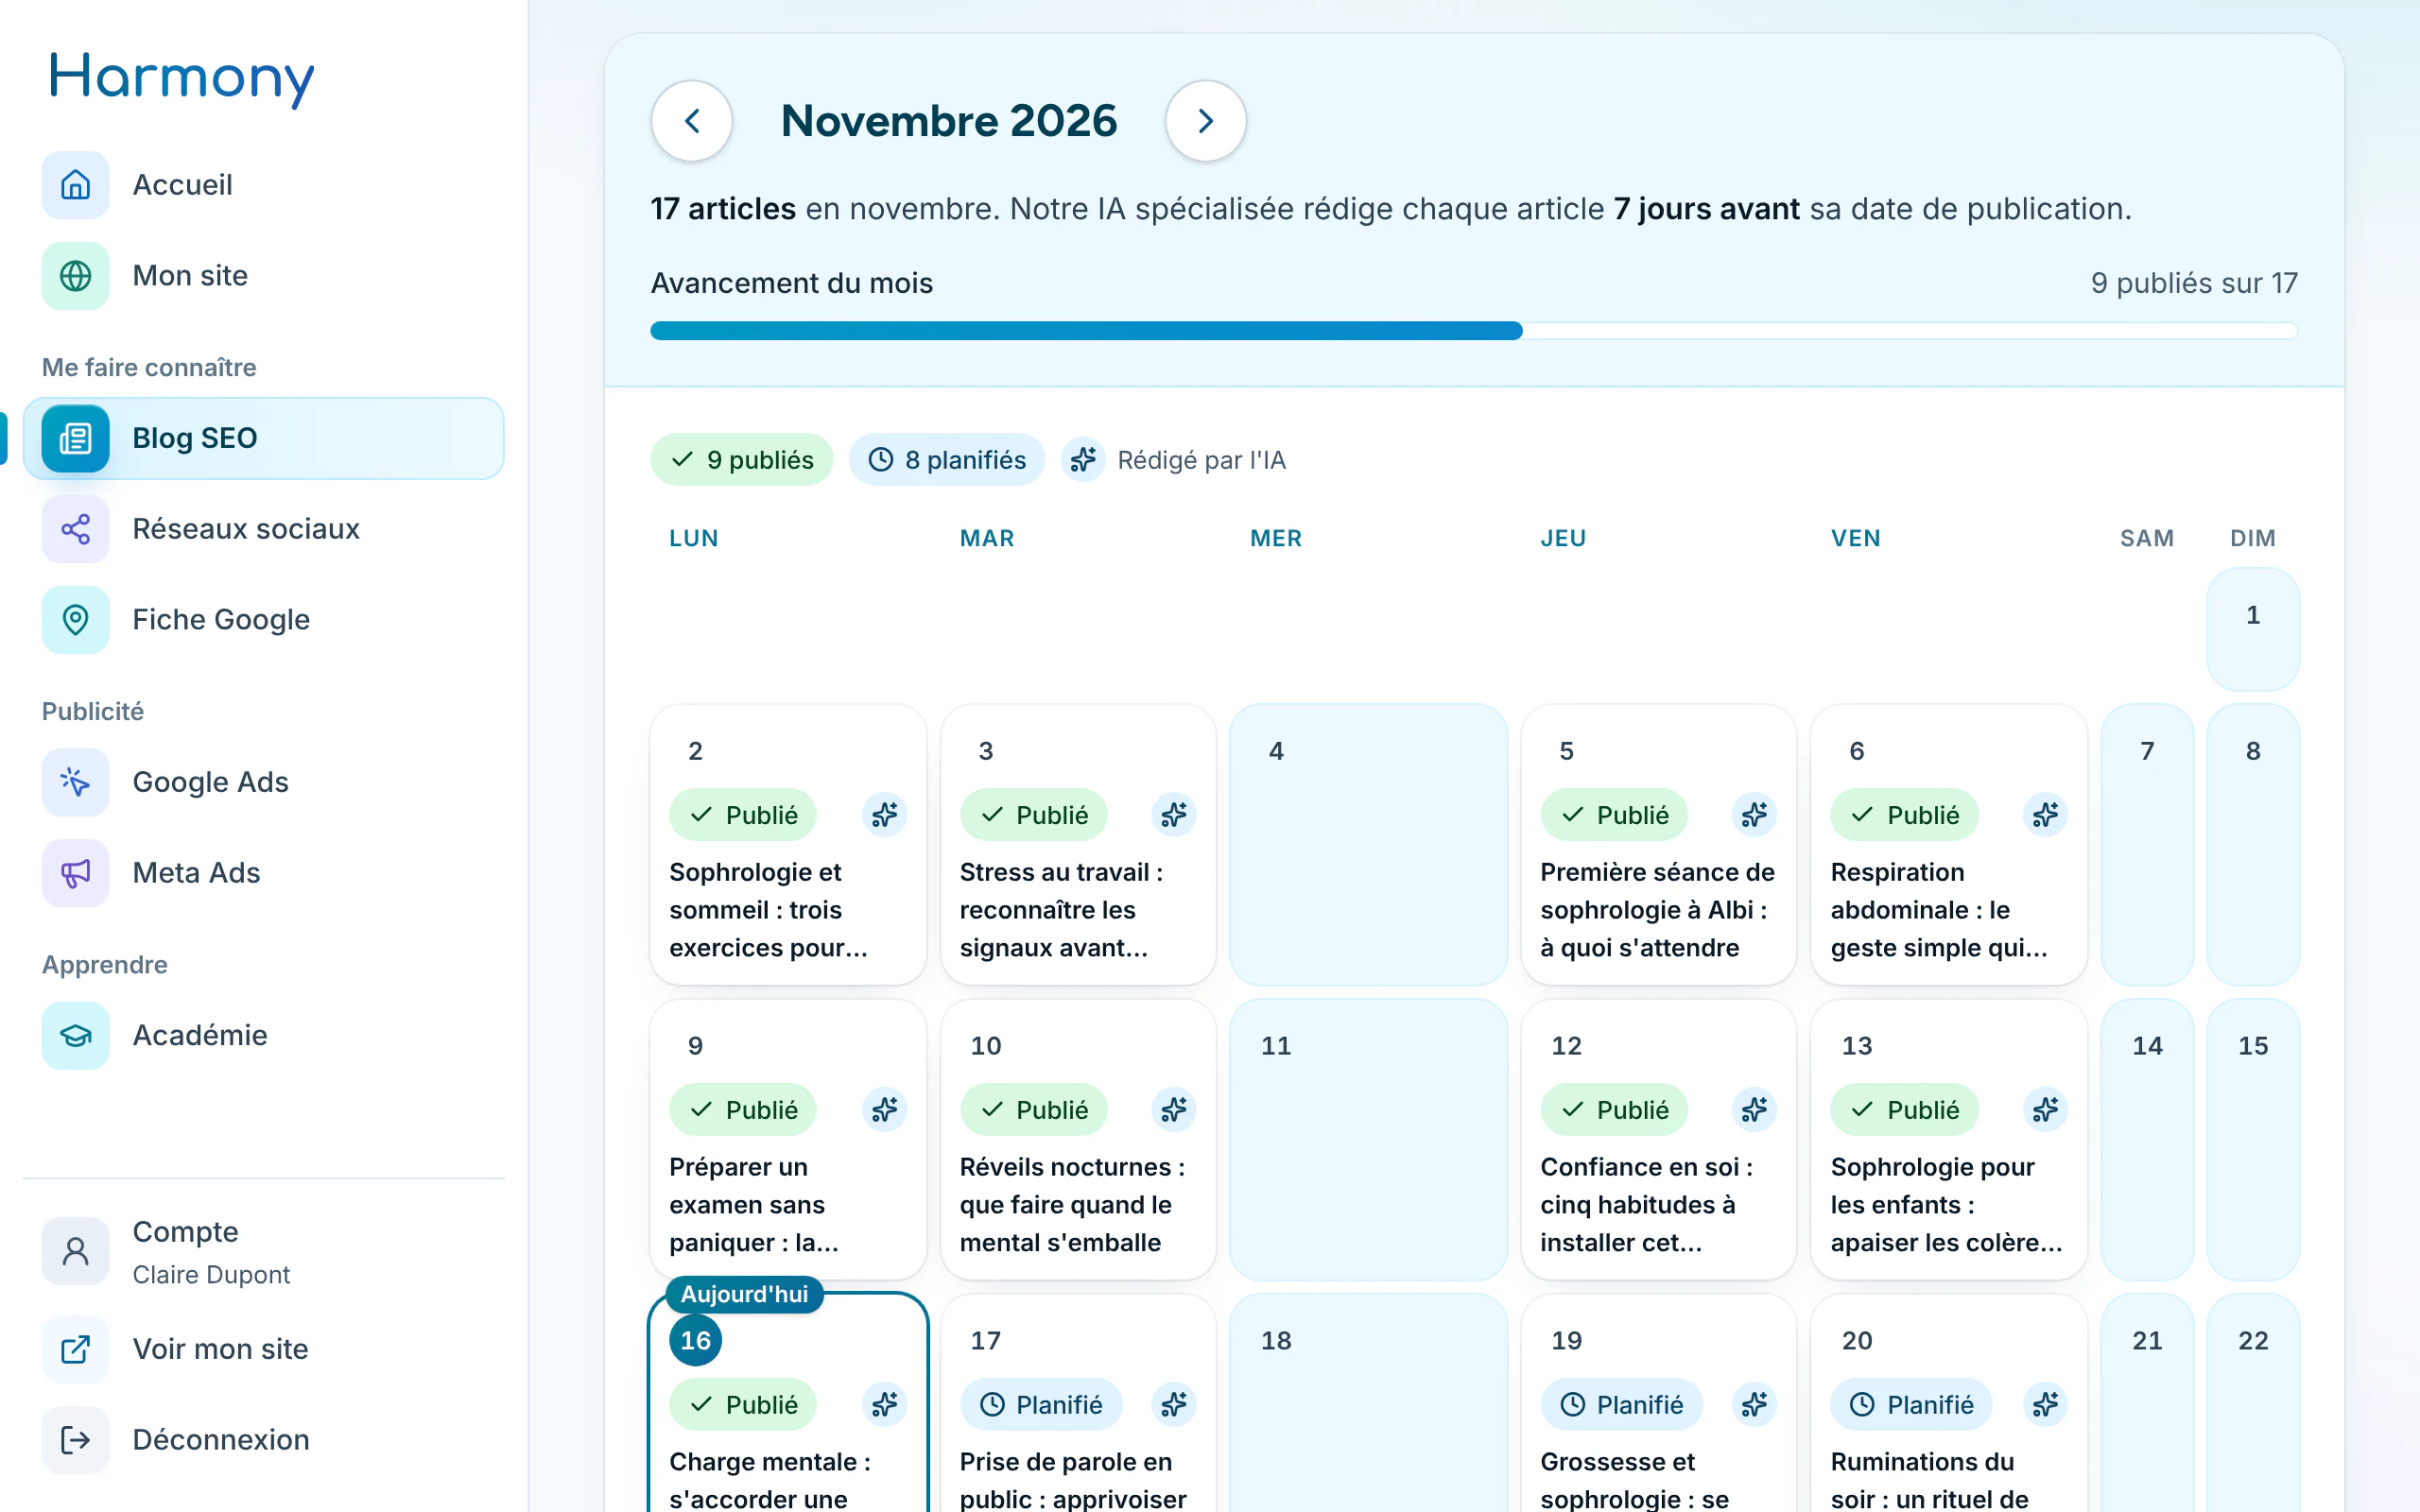 Harmony
Accueil
Mon site
Me faire connaître
Blog SEO
Réseaux sociaux
Fiche Google
Publicité
Google Ads
Meta Ads
Apprendre
Académie
Compte
Claire Dupont
Voir mon site
Déconnexion
Novembre 2026
17 articles en novembre. Notre IA spécialisée rédige chaque article 7 jours avant sa date de publication.
Avancement du mois
9 publiés sur 17
9 publiés
8 planifiés
Rédigé par l'IA
LUN MAR MER JEU VEN SAM DIM
1
2
Publié
Sophrologie et
sommeil : trois
exercices pour...
3
Publié
Stress au travail :
reconnaître les
signaux avant...
4
5
Publié
Première séance de
sophrologie à Albi :
à quoi s'attendre
6
Publié
Respiration
abdominale : le
geste simple qui...
7
8
9
Publié
Préparer un
examen sans
paniquer : la...
10
Publié
Réveils nocturnes :
que faire quand le
mental s'emballe
11
12
Publié
Confiance en soi :
cinq habitudes à
installer cet...
13
Publié
Sophrologie pour
les enfants :
apaiser les colère...
14
15
Aujourd'hui
16
Publié
Charge mentale :
s'accorder une
17
Planifié
Prise de parole en
public : apprivoiser
18
19
Planifié
Grossesse et
sophrologie : se
20
Planifié
Ruminations du
soir : un rituel de
21
22